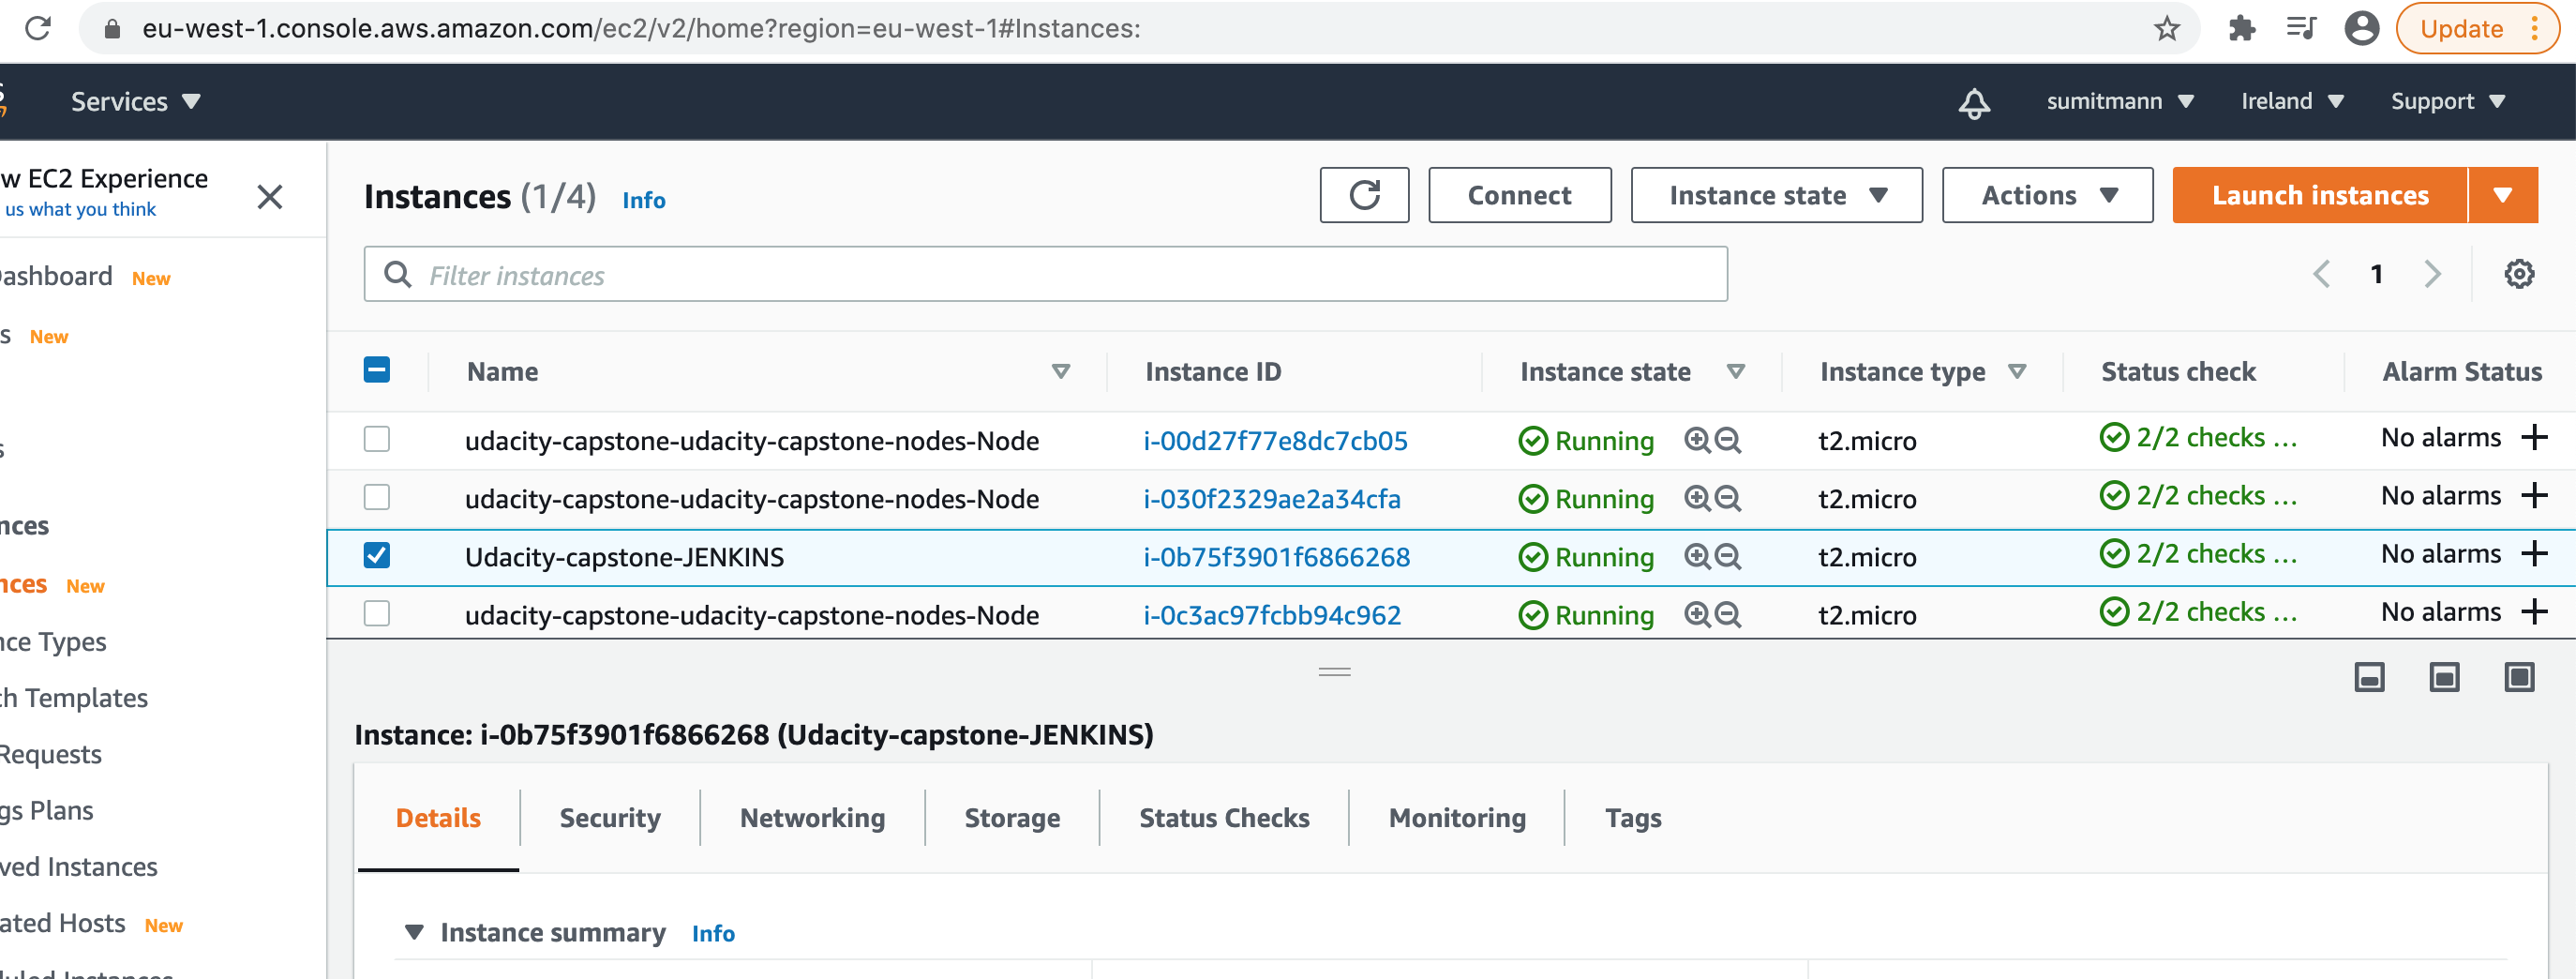 eu-west-1.console.aws.amazon.com/ec2/v2/home?region=eu-west-1#Instances:
Update
Services
sumitmann
Ireland
Support
w EC2 Experience
us what you think
Instances (1/4) Info
Connect
Instance state
Actions
Launch instances
Filter instances
1
ashboard New
s New
s
nces
nces New
nce Types
h Templates
Requests
gs Plans
ved Instances
ated Hosts New
Name Instance ID Instance state Instance type Status check Alarm Status
udacity-capstone-udacity-capstone-nodes-Node i-00d27f77e8dc7cb05 Running t2.micro 2/2 checks ... No alarms +
udacity-capstone-udacity-capstone-nodes-Node i-030f2329ae2a34cfa Running t2.micro 2/2 checks ... No alarms +
Udacity-capstone-JENKINS i-0b75f3901f6866268 Running t2.micro 2/2 checks ... No alarms +
udacity-capstone-udacity-capstone-nodes-Node i-0c3ac97fcbb94c962 Running t2.micro 2/2 checks ... No alarms +
Instance: i-0b75f3901f6866268 (Udacity-capstone-JENKINS)
Details Security Networking Storage Status Checks Monitoring Tags
Instance summary Info